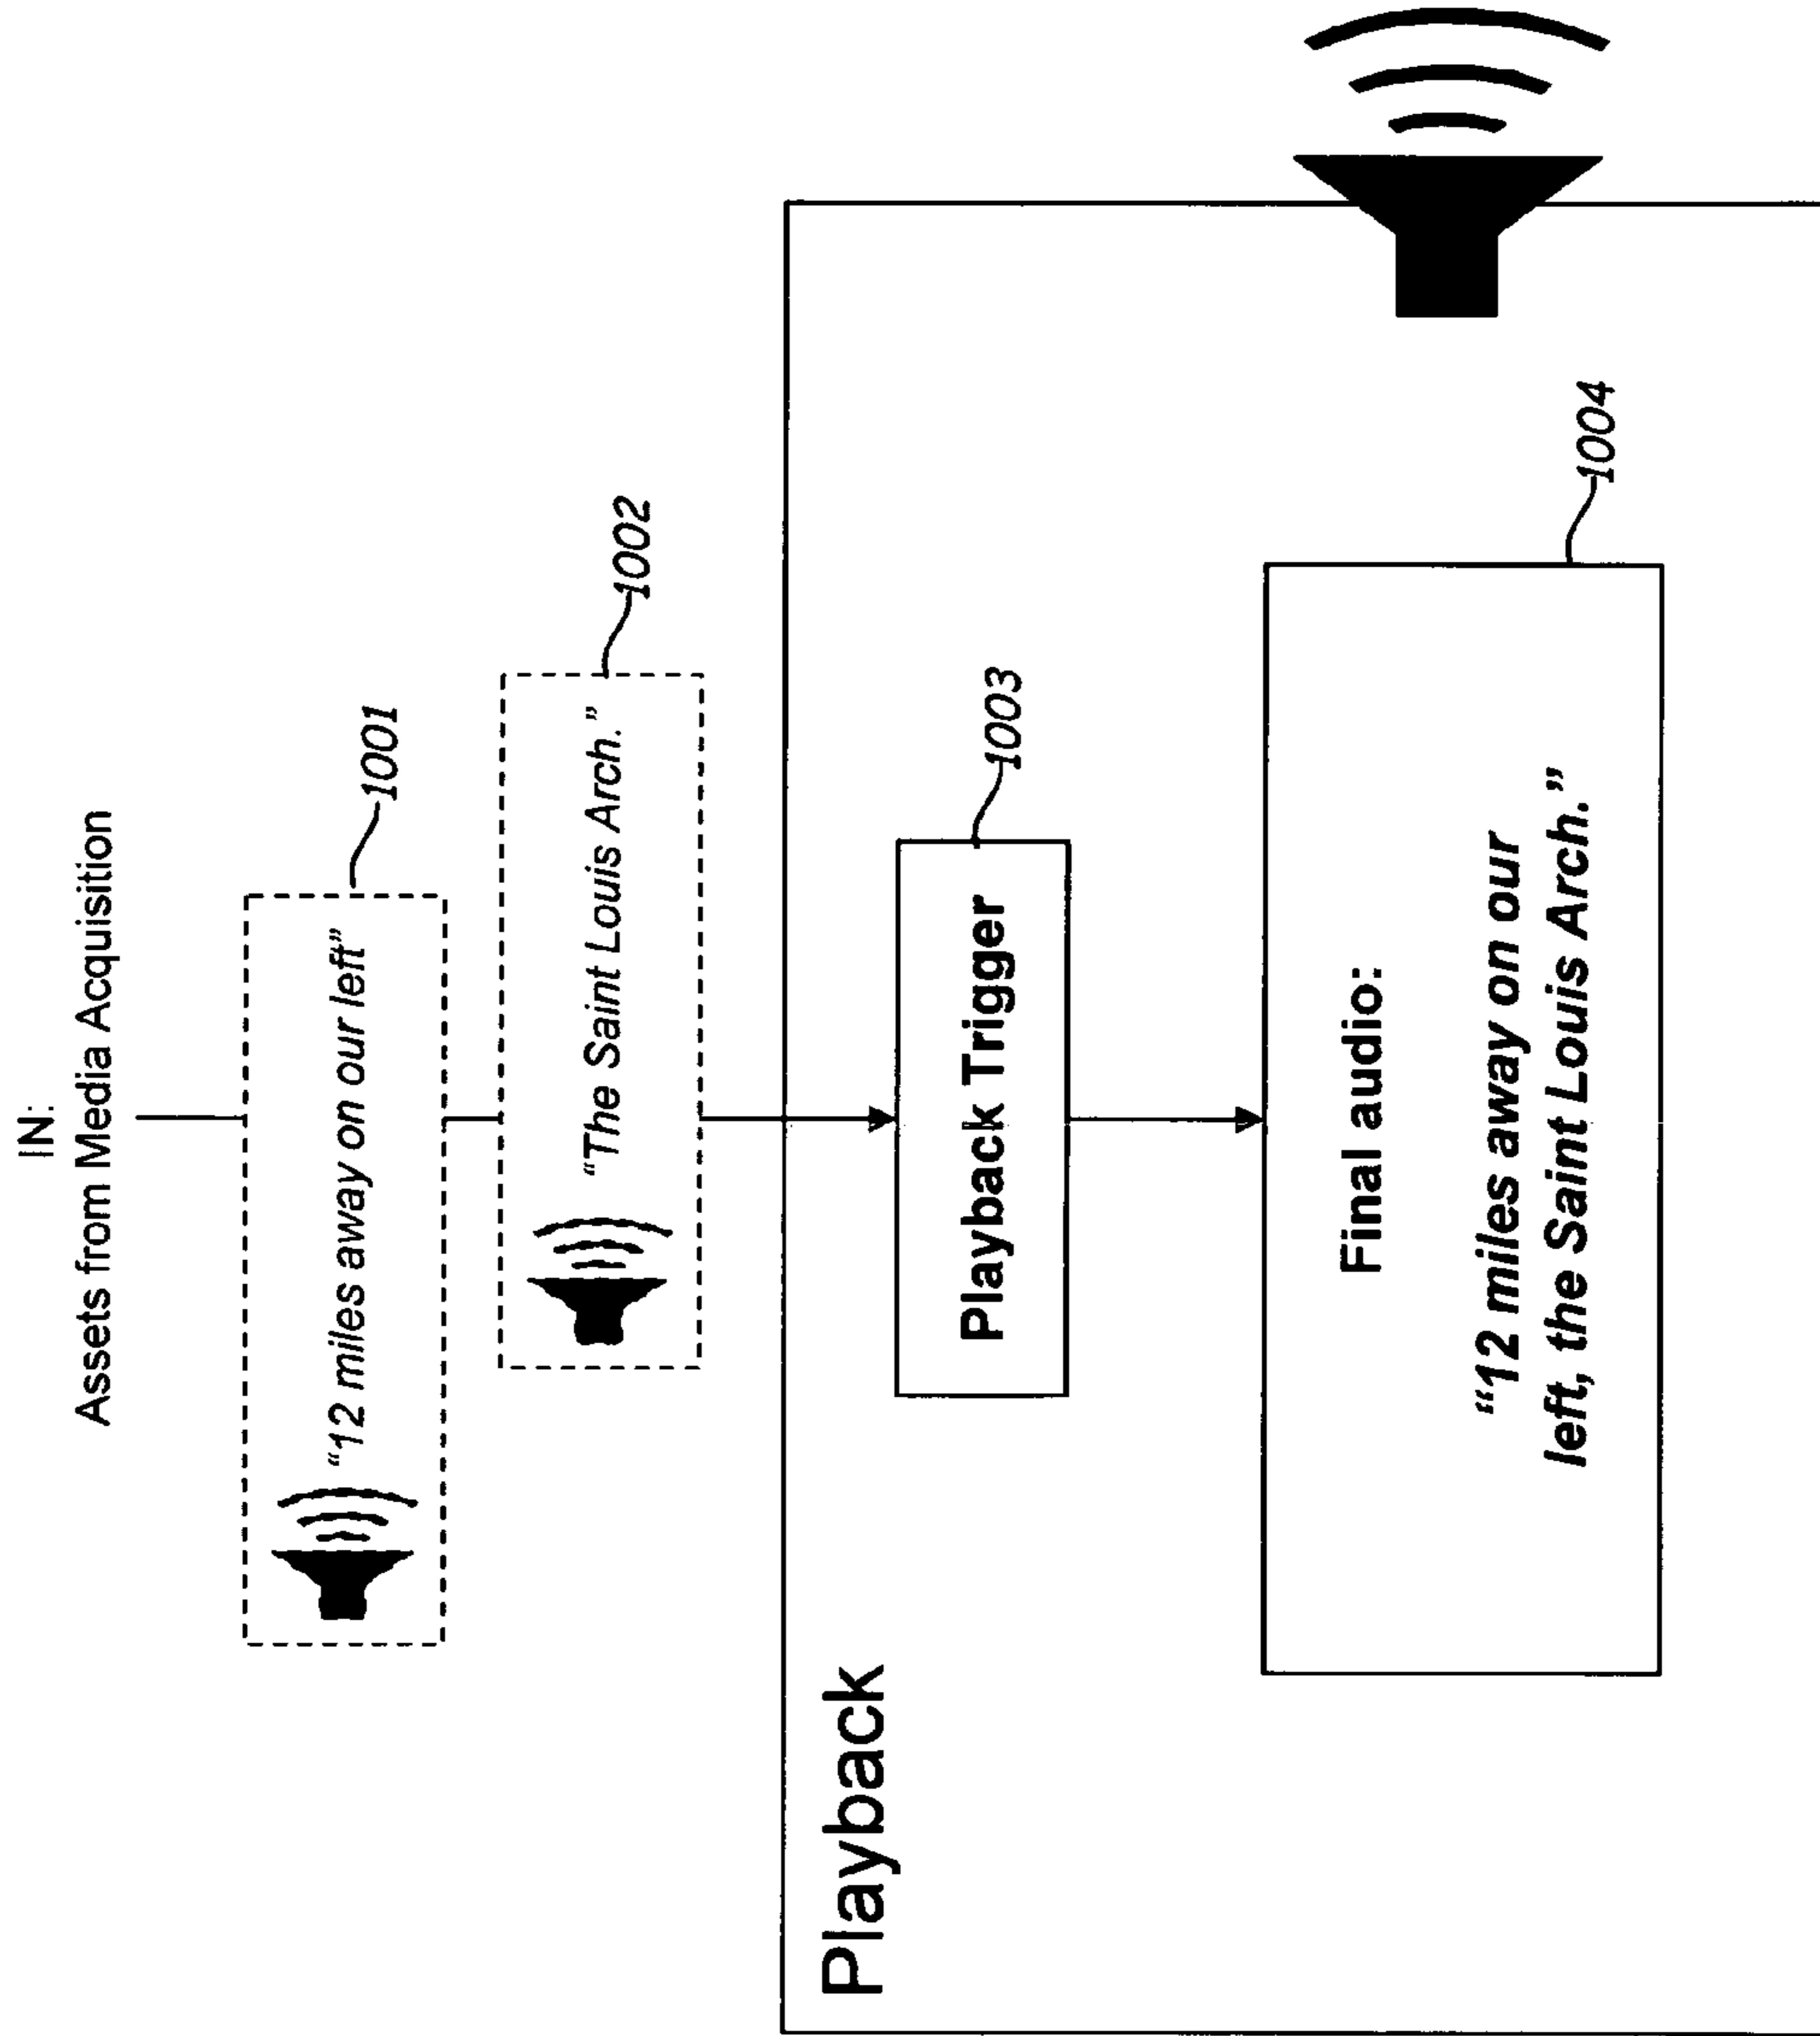 IN:
Assets from Media Acquisition
“12 miles away on our left”
1001
“The Saint Louis Arch.”
1002
Playback
Playback Trigger
1003
Final audio:
“12 miles away on our
left, the Saint Louis Arch.”
1004